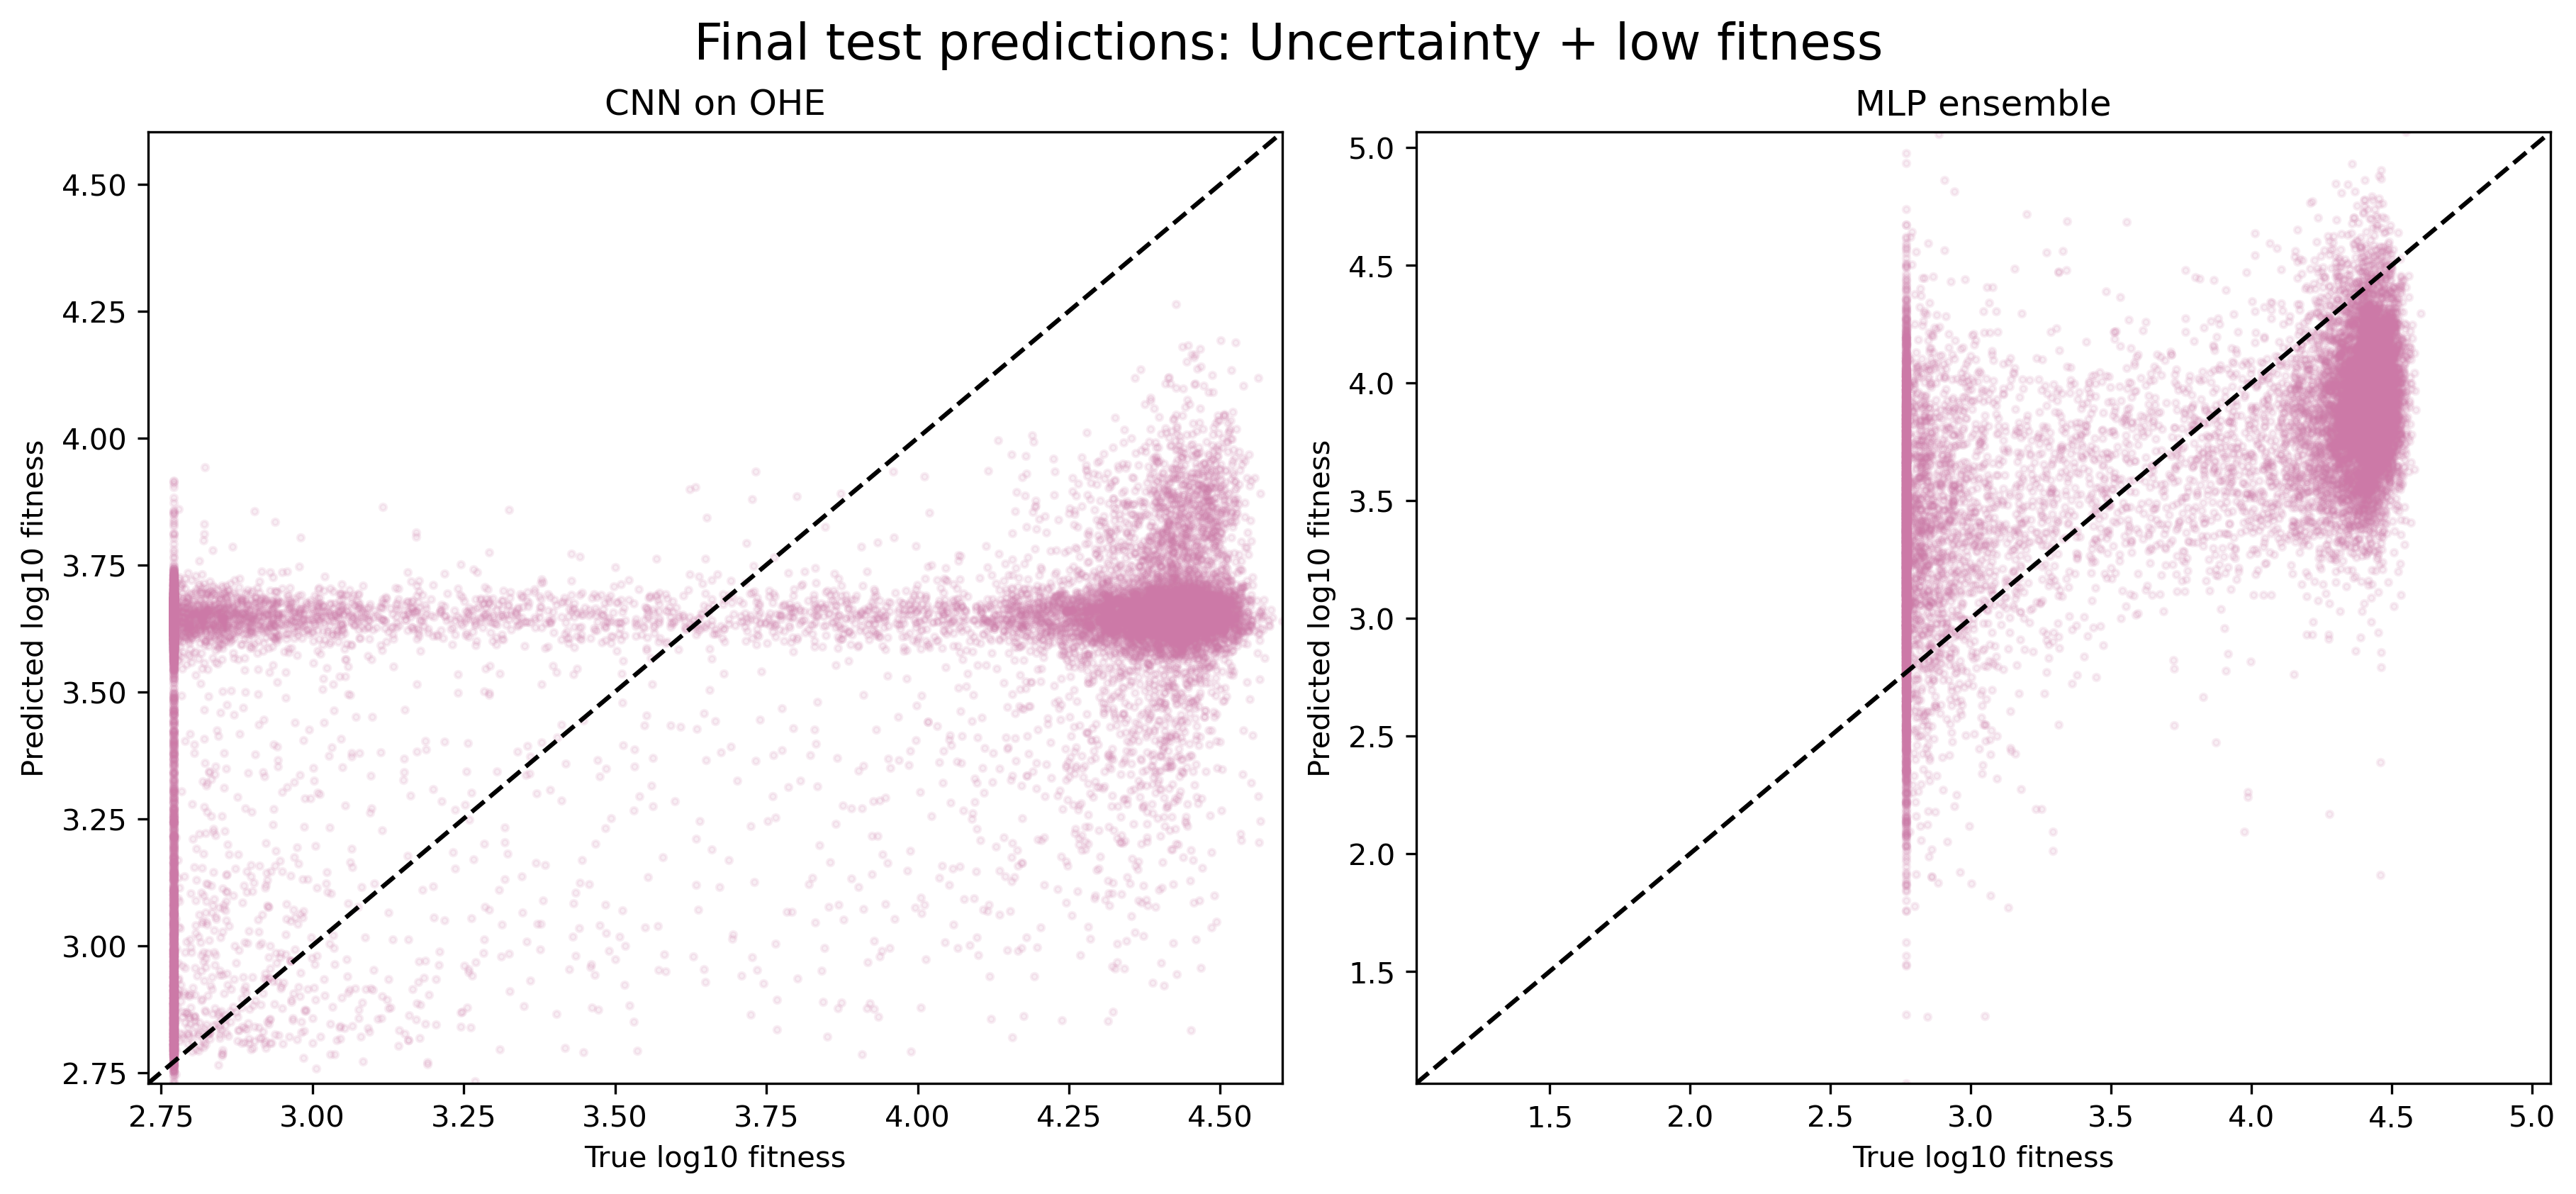 Final test predictions: Uncertainty + low fitness
CNN on OHE
4.50
4.25
4.00
3.75
3.50
3.25
3.00
2.75
Predicted log10 fitness
2.75 3.00 3.25 3.50 3.75 4.00 4.25 4.50
True log10 fitness
MLP ensemble
5.0
4.5
4.0
3.5
3.0
2.5
2.0
1.5
Predicted log10 fitness
1.5 2.0 2.5 3.0 3.5 4.0 4.5 5.0
True log10 fitness